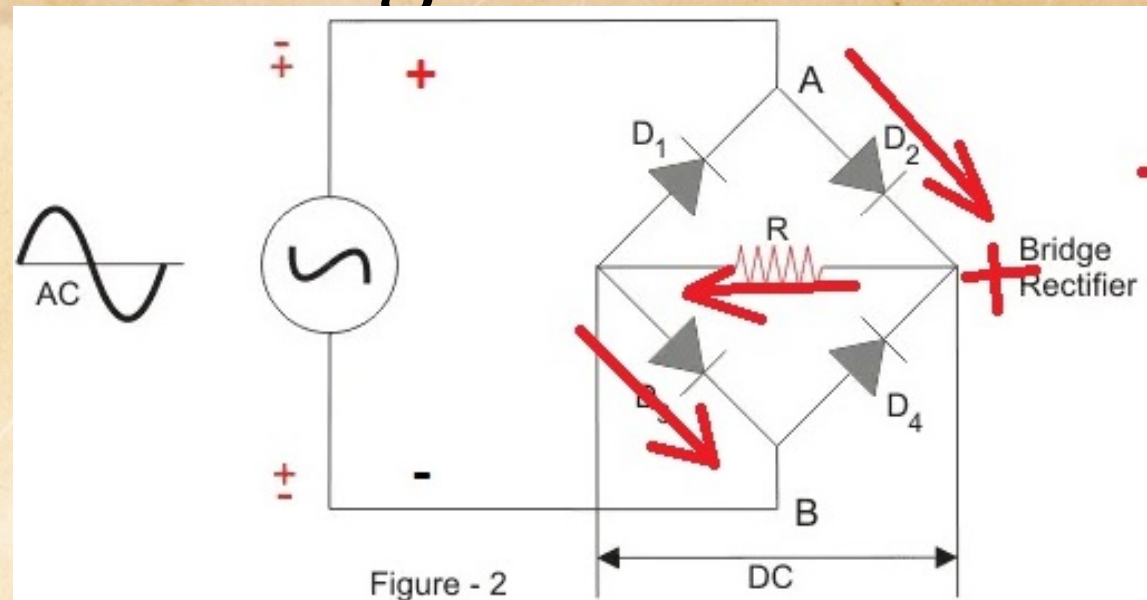 - +
+
A
D1
D2
R
Bridge
Rectifier
AC
+
D4
+ -
-
B
DC
Figure - 2